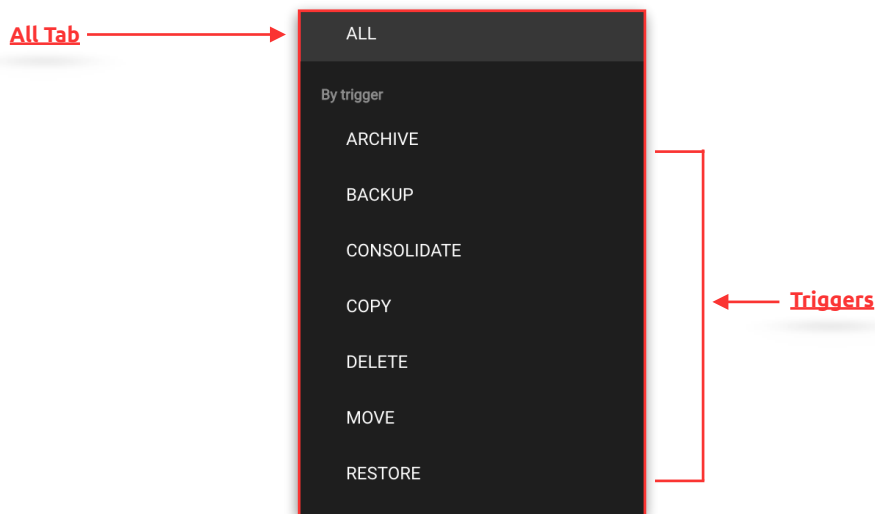 All Tab
ALL
By trigger
ARCHIVE
BACKUP
CONSOLIDATE
COPY
DELETE
MOVE
RESTORE
Triggers